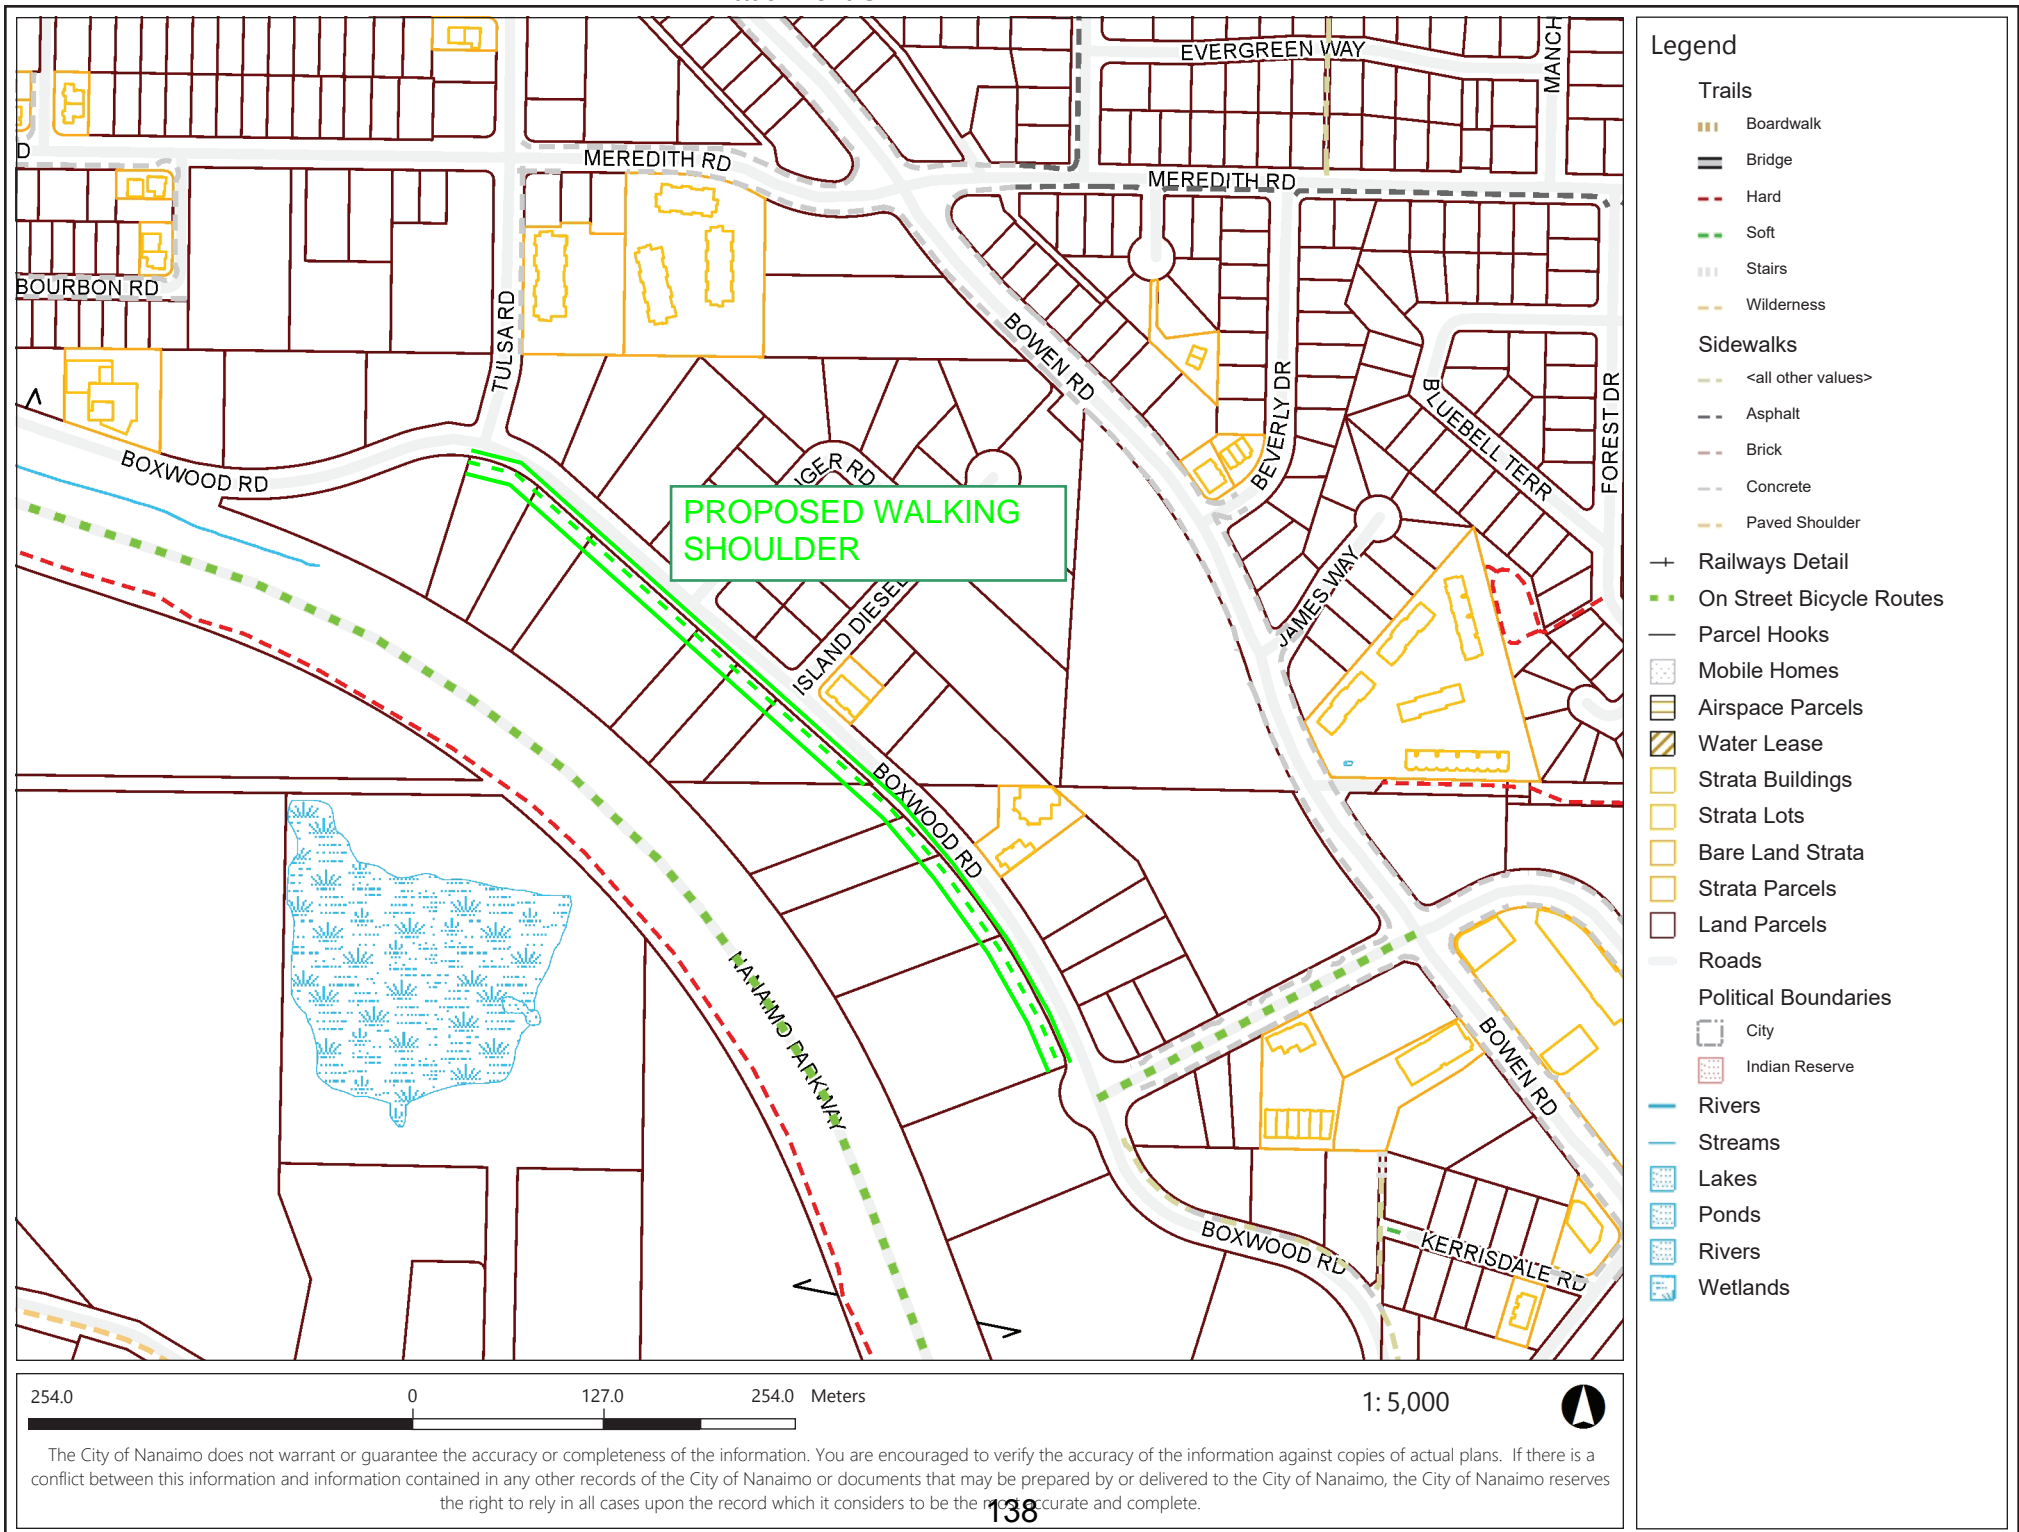 EVERGREEN WAY
MANCH
D
MEREDITH RD
MEREDITH RD
BOURBON RD
TULSA RD
BOWEN RD
BEVERLY DR
BLUEBELL TERR
FOREST DR
BOXWOOD RD
GER RD
PROPOSED WALKING
SHOULDER
ISLAND DIESEL
JAMES WAY
BOXWOOD RD
NANAIMO PARKWAY
BOWEN RD
BOXWOOD RD
KERRISDALE RD
Legend
Trails
Boardwalk
Bridge
Hard
Soft
Stairs
Wilderness
Sidewalks
<all other values>
Asphalt
Brick
Concrete
Paved Shoulder
Railways Detail
On Street Bicycle Routes
Parcel Hooks
Mobile Homes
Airspace Parcels
Water Lease
Strata Buildings
Strata Lots
Bare Land Strata
Strata Parcels
Land Parcels
Roads
Political Boundaries
City
Indian Reserve
Rivers
Streams
Lakes
Ponds
Rivers
Wetlands
254.0 0 127.0 254.0 Meters
1: 5,000
The City of Nanaimo does not warrant or guarantee the accuracy or completeness of the information. You are encouraged to verify the accuracy of the information against copies of actual plans. If there is a
conflict between this information and information contained in any other records of the City of Nanaimo or documents that may be prepared by or delivered to the City of Nanaimo, the City of Nanaimo reserves
the right to rely in all cases upon the record which it considers to be the most accurate and complete.
138